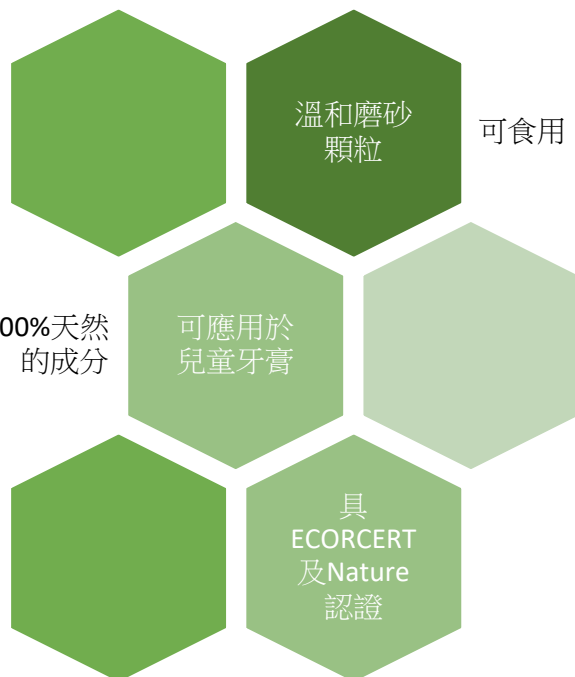 溫和磨砂
顆粒
可食用
00%天然
的成分
可應用於
兒童牙膏
具
ECORCERT
及Nature
認證